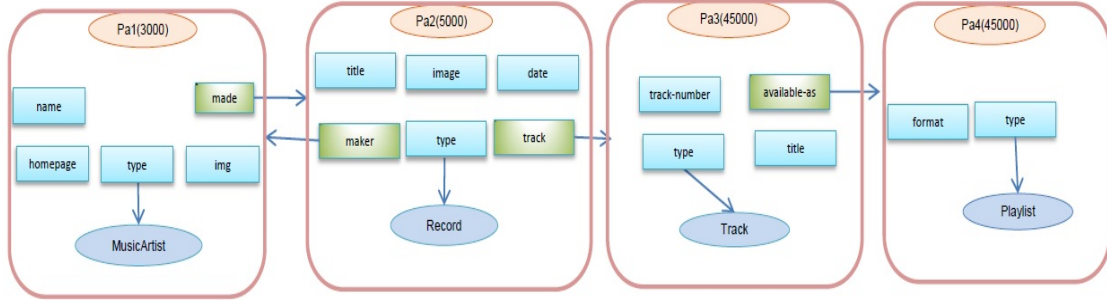 Pa1(3000)
name
made
homepage
type
img
MusicArtist
Pa2(5000)
title
image
date
maker
type
track
Record
Pa3(45000)
track-number
available-as
type
title
Track
Pa4(45000)
format
type
Playlist